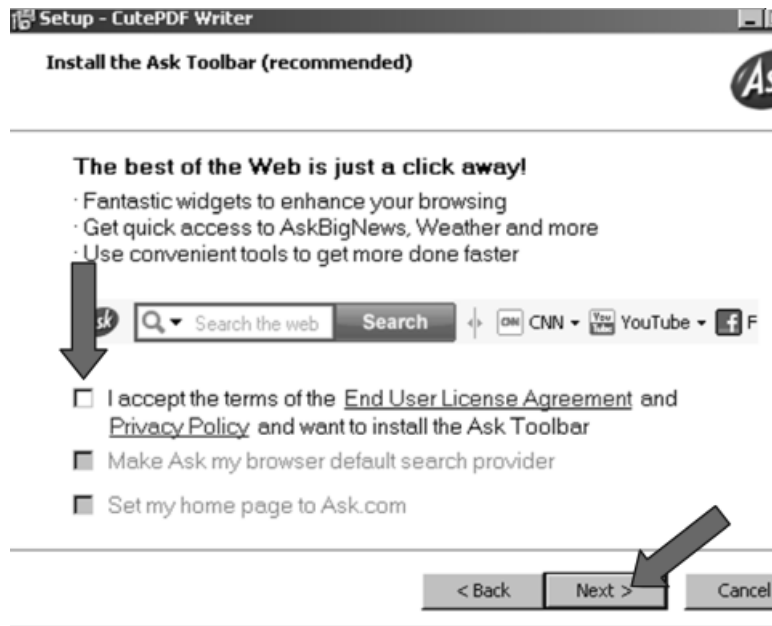 Setup - CutePDF Writer
Install the Ask Toolbar (recommended)
The best of the Web is just a click away!
· Fantastic widgets to enhance your browsing
· Get quick access to AskBigNews, Weather and more
· Use convenient tools to get more done faster
Search the web Search CNN YouTube F
I accept the terms of the End User License Agreement and
Privacy Policy and want to install the Ask Toolbar
Make Ask my browser default search provider
Set my home page to Ask.com
< Back Next > Cancel